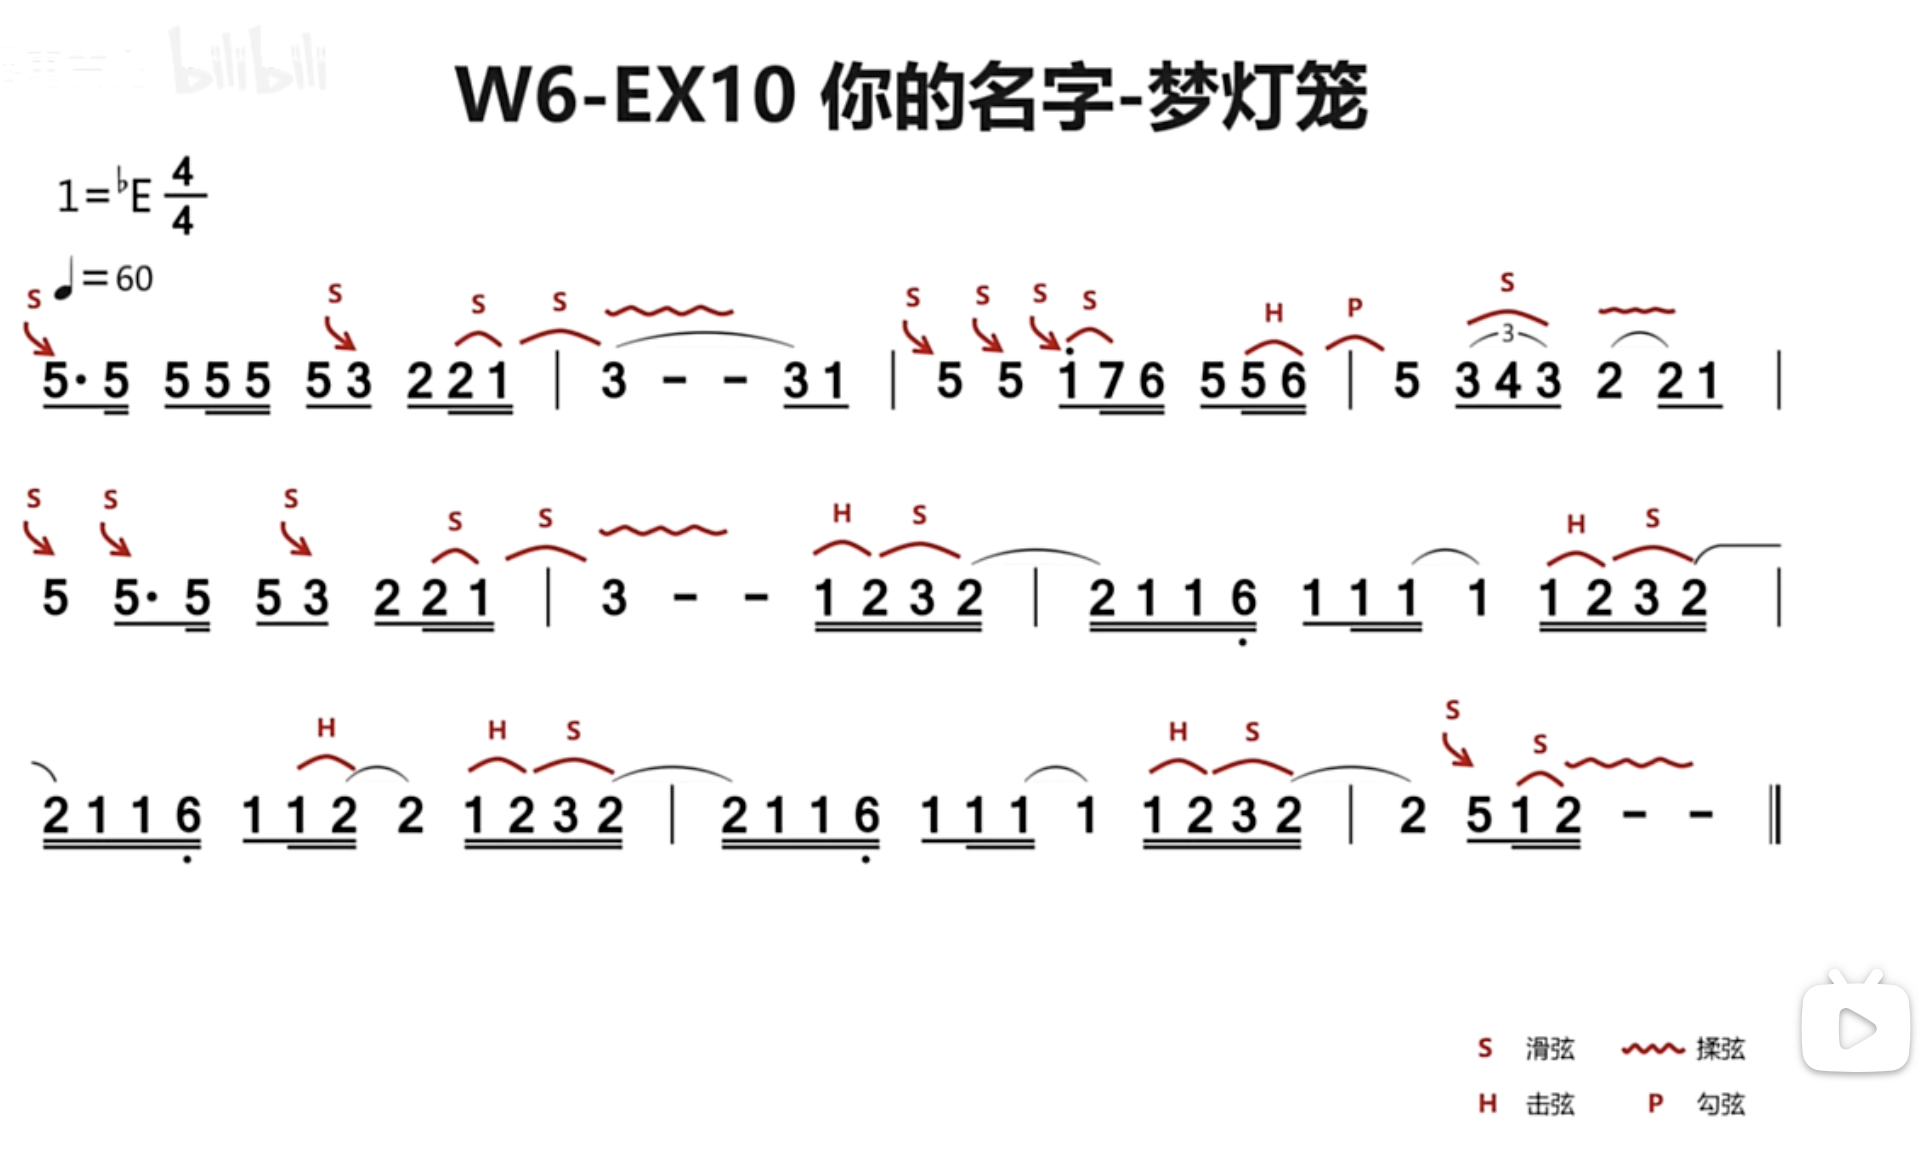 bilibili
W6-EX10 你的名字-梦灯笼
1=♭E 4/4
♩=60
S S S S S S S S H P S
5· 5 5 5 5 5 3 2 2 1 | 3 - - 3 1 | 5 5 1̇ 7 6 5 5 6 | 5 3 4 3 2 2 1 |
3
S S S S S H S H S
5 5· 5 5 3 2 2 1 | 3 - - 1 2 3 2 | 2 1 1 6̣ 1 1 1 1 1 2 3 2 |
H H S H S S S
2 1 1 6̣ 1 1 2 2 1 2 3 2 | 2 1 1 6̣ 1 1 1 1 1 2 3 2 | 2 5 1 2 - - ‖
S 滑弦 揉弦
H 击弦 P 勾弦